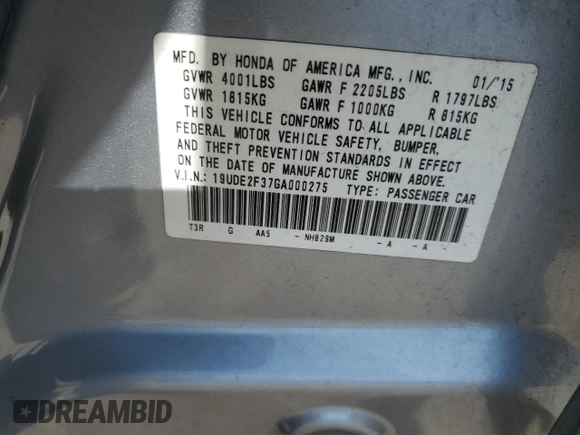 MFD. BY HONDA OF AMERICA MFG., INC. 01/'15
GVWR 4001LBS GAWR F 2205LBS R 1797LBS
GVWR 1815KG GAWR F 1000KG R 815KG
THIS VEHICLE CONFORMS TO ALL APPLICABLE
FEDERAL MOTOR VEHICLE SAFETY, BUMPER,
AND THEFT PREVENTION STANDARDS IN EFFECT
ON THE DATE OF MANUFACTURE SHOWN ABOVE.
V.I.N.: 19UDE2F37GA000275 TYPE: PASSENGER CAR
T3R G AA5 - NH829M - A - A
DREAMBID